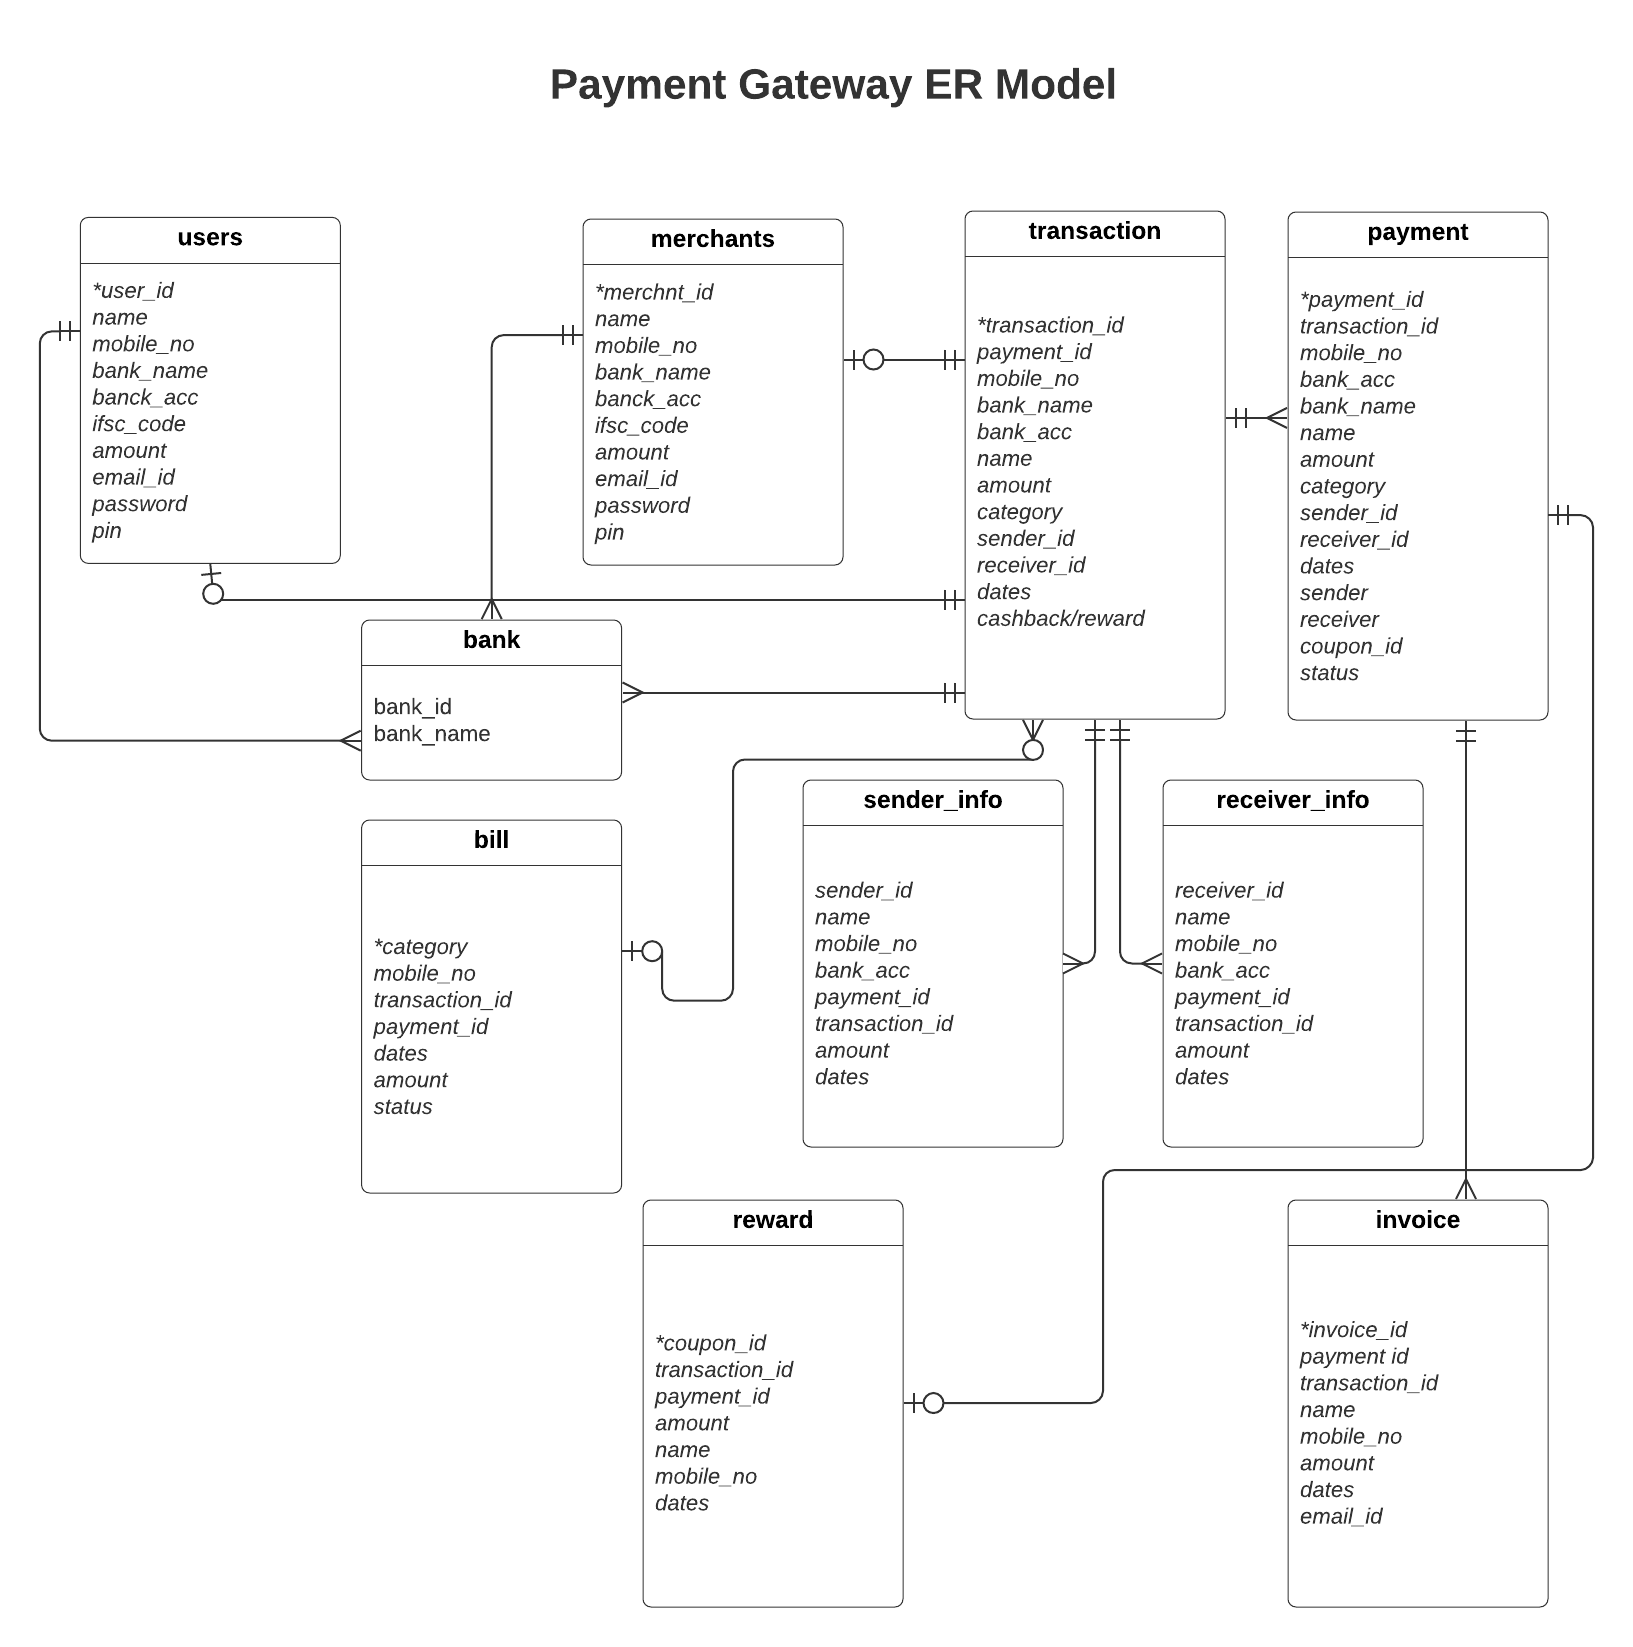 Payment Gateway ER Model
users
*user_id
name
mobile_no
bank_name
banck_acc
ifsc_code
amount
email_id
password
pin
merchants
*merchnt_id
name
mobile_no
bank_name
banck_acc
ifsc_code
amount
email_id
password
pin
transaction
*transaction_id
payment_id
mobile_no
bank_name
bank_acc
name
amount
category
sender_id
receiver_id
dates
cashback/reward
payment
*payment_id
transaction_id
mobile_no
bank_acc
bank_name
name
amount
category
sender_id
receiver_id
dates
sender
receiver
coupon_id
status
bank
bank_id
bank_name
bill
*category
mobile_no
transaction_id
payment_id
dates
amount
status
sender_info
sender_id
name
mobile_no
bank_acc
payment_id
transaction_id
amount
dates
receiver_info
receiver_id
name
mobile_no
bank_acc
payment_id
transaction_id
amount
dates
reward
*coupon_id
transaction_id
payment_id
amount
name
mobile_no
dates
invoice
*invoice_id
payment id
transaction_id
name
mobile_no
amount
dates
email_id